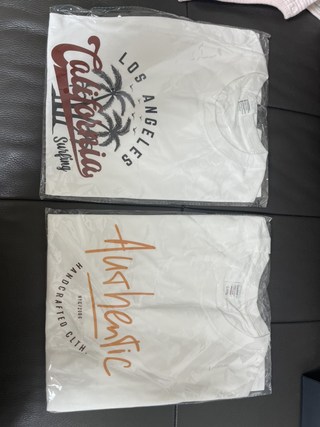 LOS ANGELES
California
Surfing
Authentic
HANDCRAFTED CLTH